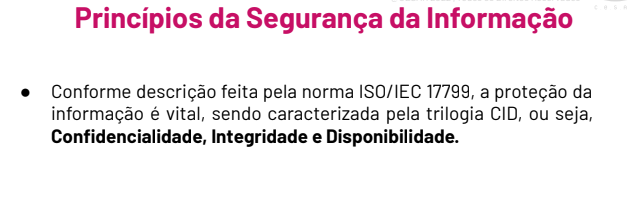 Princípios da Segurança da Informação
● Conforme descrição feita pela norma ISO/IEC 17799, a proteção da
informação é vital, sendo caracterizada pela trilogia CID, ou seja,
Confidencialidade, Integridade e Disponibilidade.